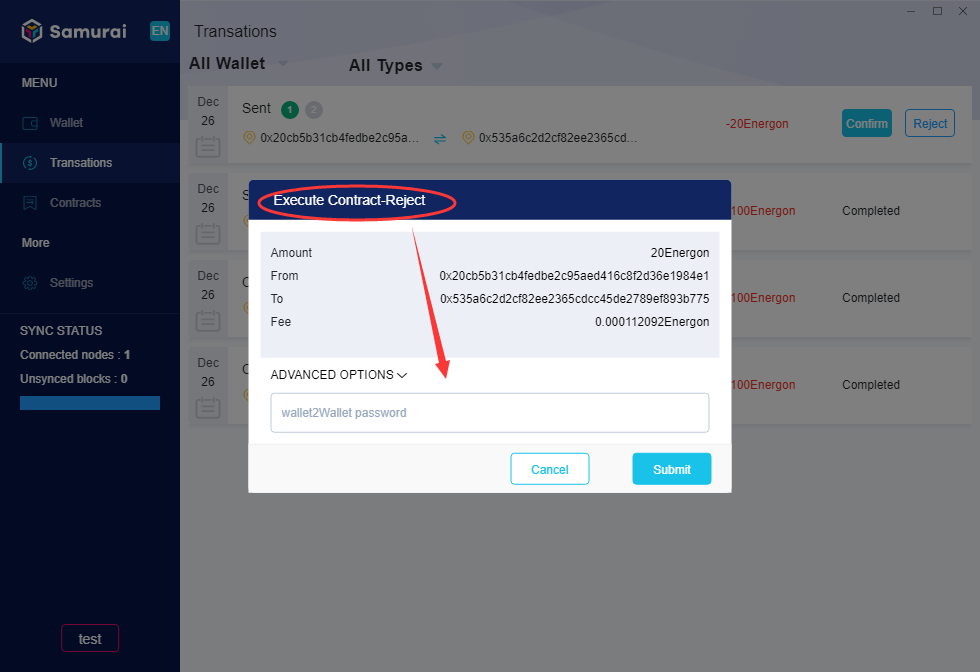 Samurai EN
Transations
All Wallet All Types
MENU
Wallet
Transations
Contracts
More
Settings
SYNC STATUS
Connected nodes : 1
Unsynced blocks : 0
test
Dec
26
Sent 1 2
0x20cb5b31cb4fedbe2c95a... 0x535a6c2d2cf82ee2365cd...
-20Energon
Confirm Reject
Dec
26
100Energon
Completed
Dec
26
100Energon
Completed
Dec
26
100Energon
Completed
Execute Contract-Reject
Amount 20Energon
From 0x20cb5b31cb4fedbe2c95aed416c8f2d36e1984e1
To 0x535a6c2d2cf82ee2365cdcc45de2789ef893b775
Fee 0.000112092Energon
ADVANCED OPTIONS
wallet2Wallet password
Cancel Submit